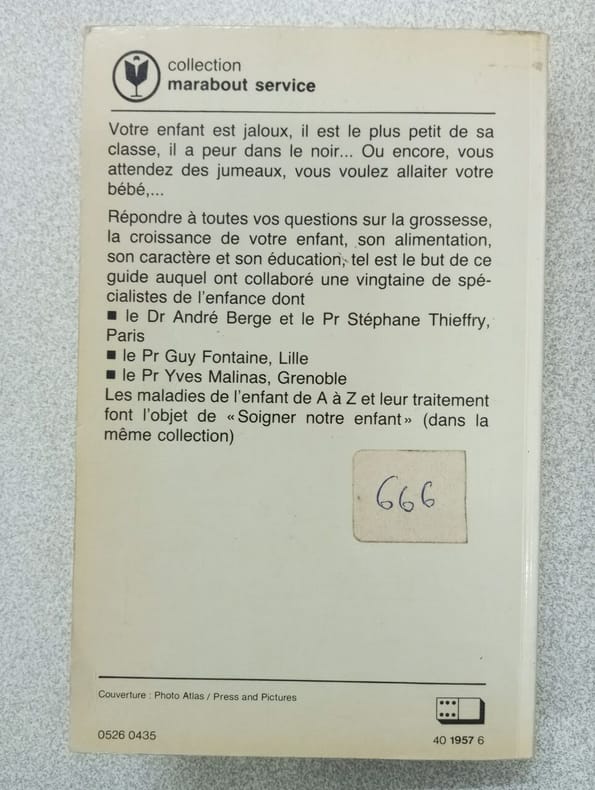 collection
marabout service
Votre enfant est jaloux, il est le plus petit de sa
classe, il a peur dans le noir... Ou encore, vous
attendez des jumeaux, vous voulez allaiter votre
bébé,...
Répondre à toutes vos questions sur la grossesse,
la croissance de votre enfant, son alimentation,
son caractère et son éducation, tel est le but de ce
guide auquel ont collaboré une vingtaine de spé-
cialistes de l'enfance dont
■ le Dr André Berge et le Pr Stéphane Thieffry,
Paris
■ le Pr Guy Fontaine, Lille
■ le Pr Yves Malinas, Grenoble
Les maladies de l'enfant de A à Z et leur traitement
font l'objet de «Soigner notre enfant» (dans la
même collection)
666
Couverture : Photo Atlas / Press and Pictures
0526 0435
40 1957 6